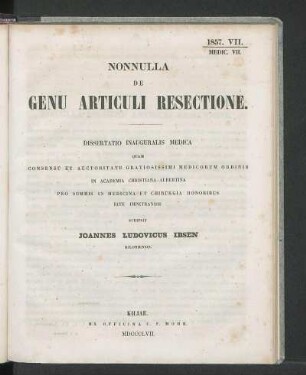 1857. VII.
MEDIC. VII.
NONNULLA
DE
GENU ARTICULI RESECTIONE.
DISSERTATIO INAUGURALIS MEDICA
QUAM
CONSENSU ET AUCTORITATE GRATIOSISSIMI MEDICORUM ORDINIS
IN ACADEMIA CHRISTIANA-ALBERTINA
PRO SUMMIS IN MEDICINA ET CHIRURGIA HONORIBUS
RITE IMPETRANDIS
SCRIPSIT
JOANNES LUDOVICUS IBSEN
KILIAE.
EX OFFICINA C. F. MOHR.
MDCCCLVII.